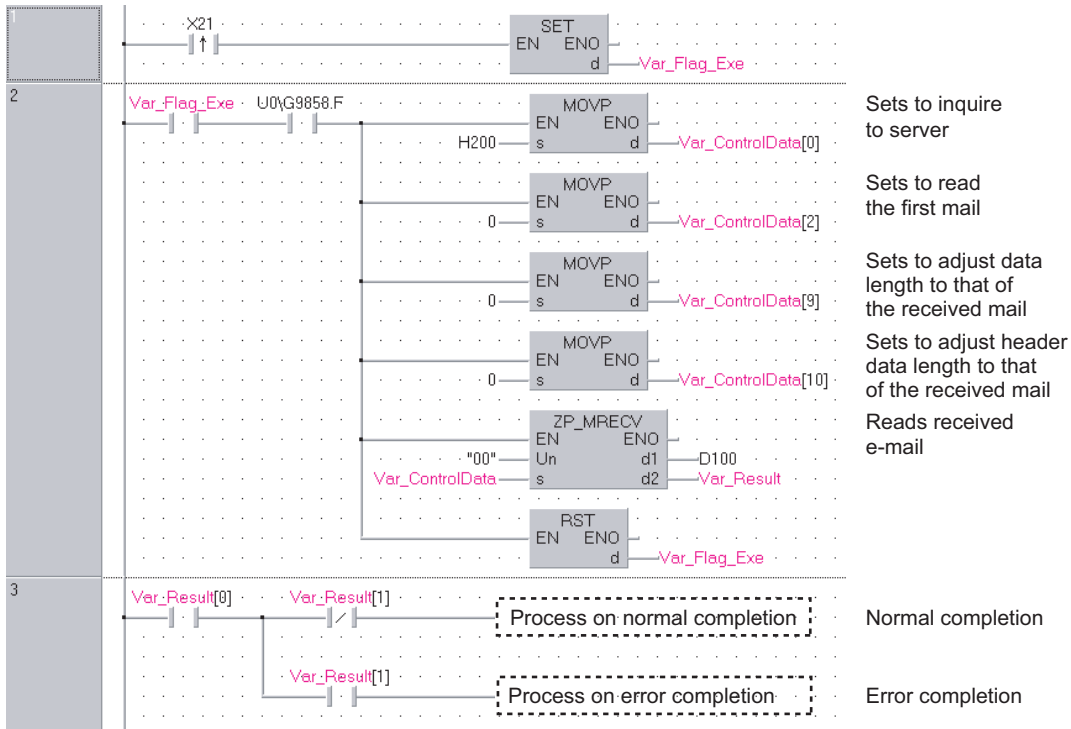 1
X21
SET
EN ENO
d Var_Flag_Exe
2
Var_Flag_Exe U0\G9858.F
MOVP
EN ENO
H200 s d Var_ControlData[0]
Sets to inquire
to server
MOVP
EN ENO
0 s d Var_ControlData[2]
Sets to read
the first mail
MOVP
EN ENO
0 s d Var_ControlData[9]
Sets to adjust data
length to that of
the received mail
MOVP
EN ENO
0 s d Var_ControlData[10]
Sets to adjust header
data length to that
of the received mail
ZP_MRECV
EN ENO
"00" Un d1 D100
Var_ControlData s d2 Var_Result
Reads received
e-mail
RST
EN ENO
d Var_Flag_Exe
3
Var_Result[0] Var_Result[1]
Process on normal completion
Normal completion
Var_Result[1]
Process on error completion
Error completion